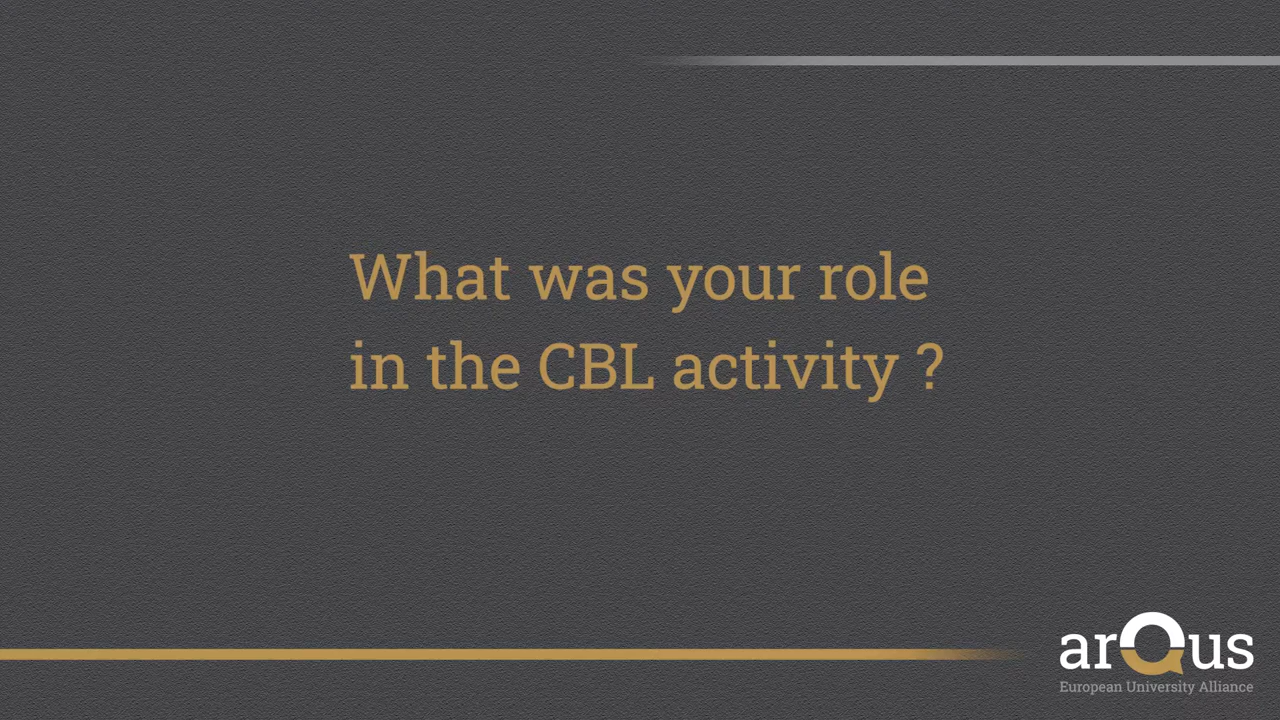 What was your role
in the CBL activity ?
arQus
European University Alliance